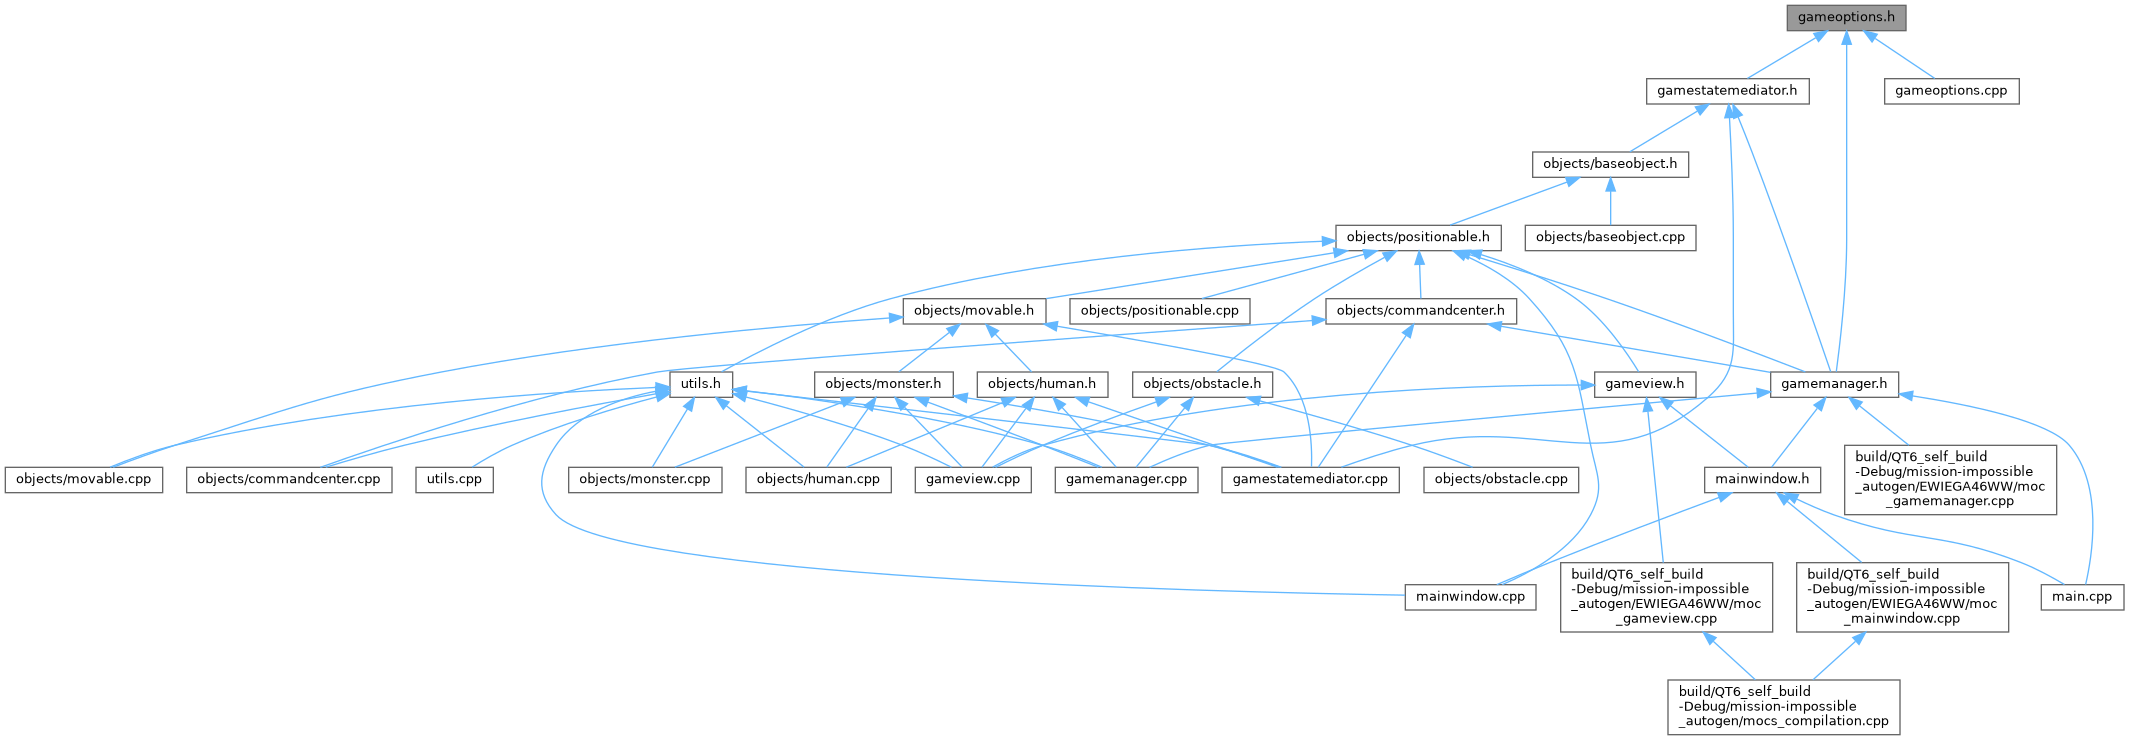 gameoptions.h
gamestatemediator.h
gameoptions.cpp
objects/baseobject.h
objects/positionable.h
objects/baseobject.cpp
objects/movable.h
objects/positionable.cpp
objects/commandcenter.h
utils.h
objects/monster.h
objects/human.h
objects/obstacle.h
gameview.h
gamemanager.h
objects/movable.cpp
objects/commandcenter.cpp
utils.cpp
objects/monster.cpp
objects/human.cpp
gameview.cpp
gamemanager.cpp
gamestatemediator.cpp
objects/obstacle.cpp
mainwindow.h
build/QT6_self_build
-Debug/mission-impossible
_autogen/EWIEGA46WW/moc
_gamemanager.cpp
mainwindow.cpp
build/QT6_self_build
-Debug/mission-impossible
_autogen/EWIEGA46WW/moc
_gameview.cpp
build/QT6_self_build
-Debug/mission-impossible
_autogen/EWIEGA46WW/moc
_mainwindow.cpp
main.cpp
build/QT6_self_build
-Debug/mission-impossible
_autogen/mocs_compilation.cpp